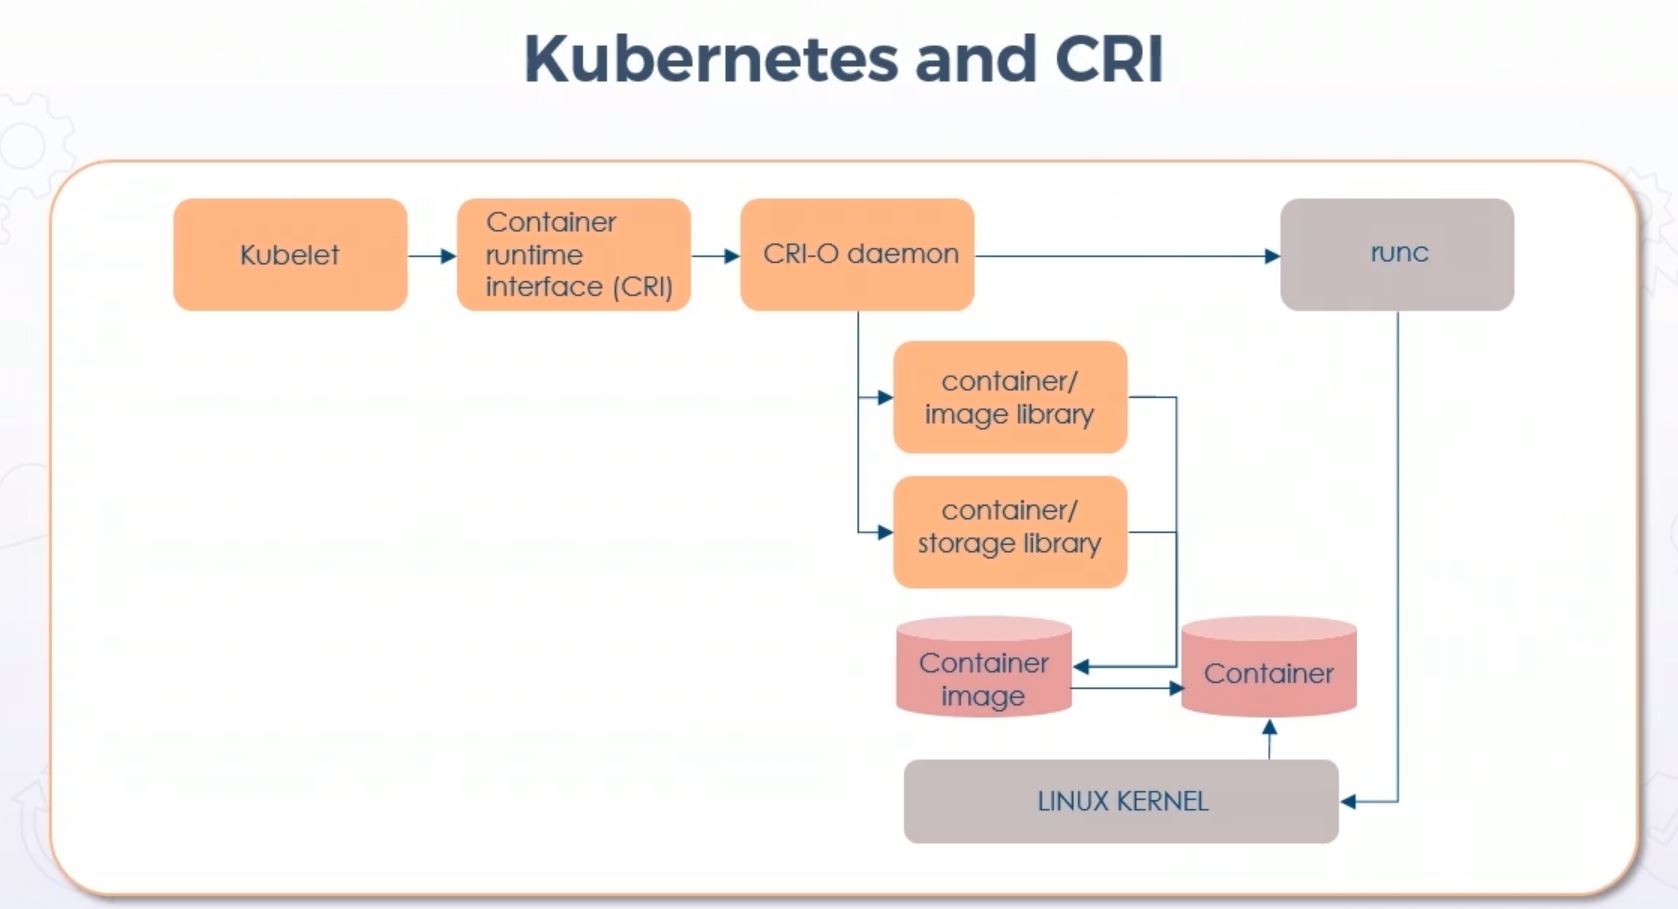 Kubernetes and CRI
Kubelet
Container
runtime
interface (CRI)
CRI-O daemon
runc
container/
image library
container/
storage library
Container
image
Container
LINUX KERNEL